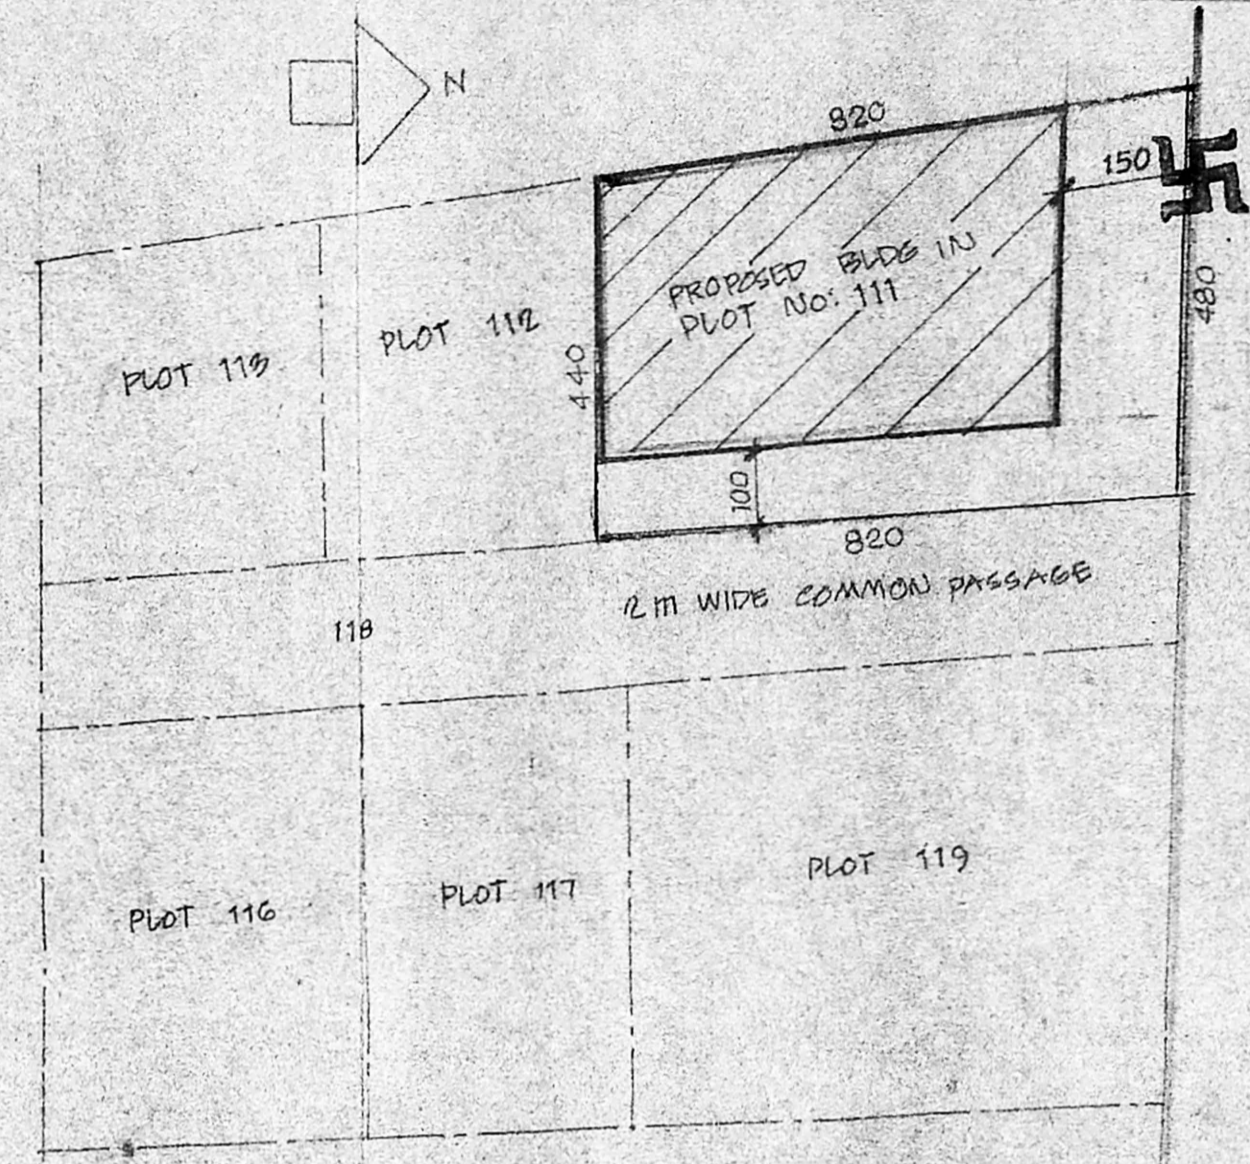 N
820
150
PROPOSED BLDG IN
PLOT No: 111
480
PLOT 112
PLOT 113
440
100
820
2 m WIDE COMMON PASSAGE
118
PLOT 119
PLOT 117
PLOT 116